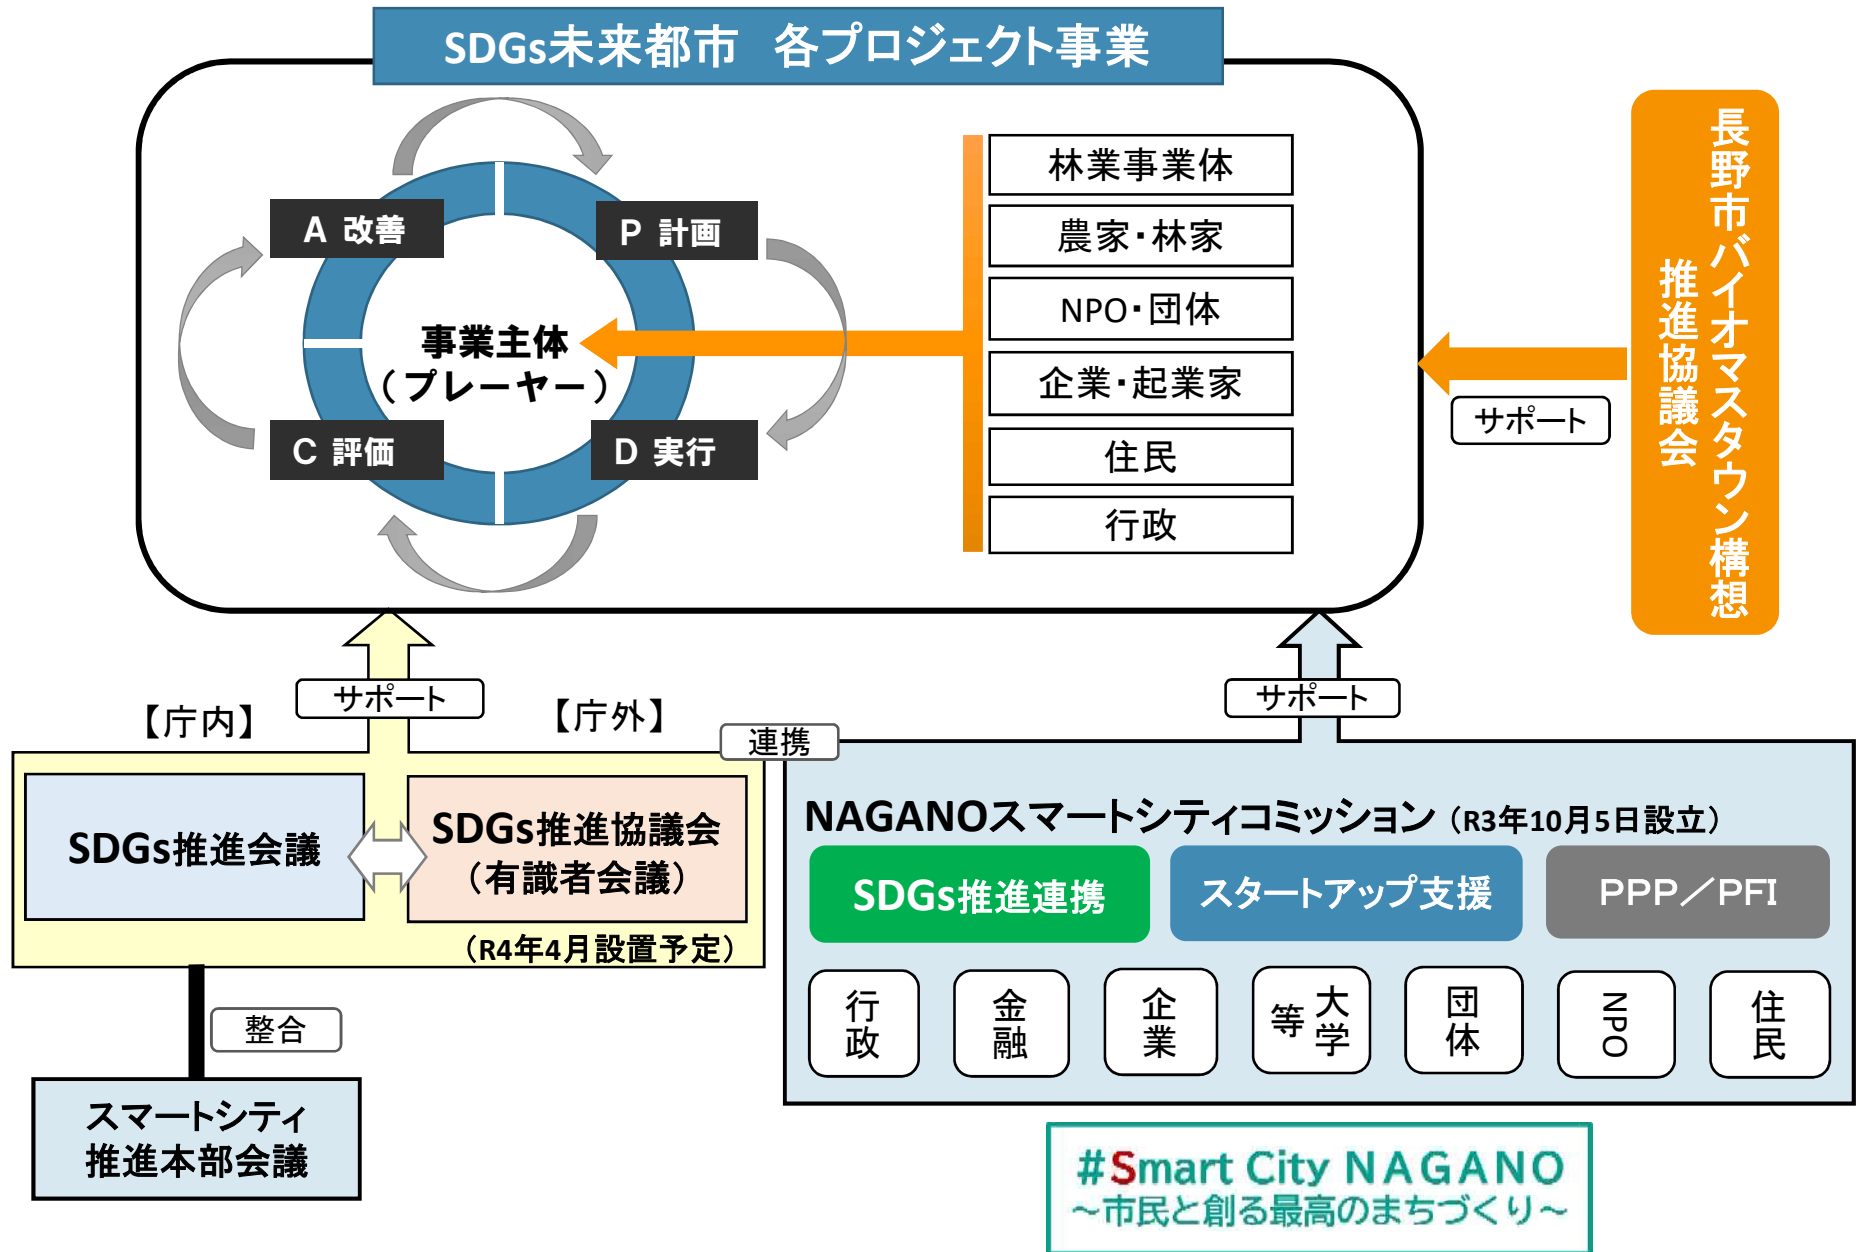 SDGs未来都市　各プロジェクト事業
A 改善
P 計画
事業主体
（プレーヤー）
C 評価
D 実行
林業事業体
農家・林家
NPO・団体
企業・起業家
住民
行政
長野市バイオマスタウン構想
推進協議会
サポート
サポート
サポート
【庁内】
【庁外】
連携
SDGs推進会議
SDGs推進協議会
（有識者会議）
（R4年4月設置予定）
整合
スマートシティ
推進本部会議
NAGANOスマートシティコミッション（R3年10月5日設立）
SDGs推進連携
スタートアップ支援
PPP／PFI
行政
金融
企業
大学等
団体
NPO
住民
#Smart City NAGANO
～市民と創る最高のまちづくり～